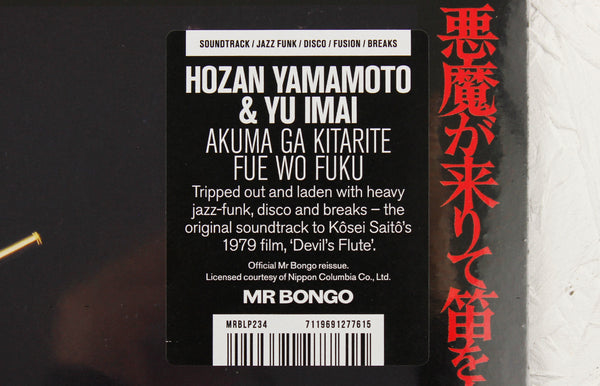 SOUNDTRACK / JAZZ FUNK / DISCO / FUSION / BREAKS
HOZAN YAMAMOTO
& YU IMAI
AKUMA GA KITARITE
FUE WO FUKU
Tripped out and laden with heavy
jazz-funk, disco and breaks – the
original soundtrack to Kôsei Saitô's
1979 film, 'Devil's Flute'.
Official Mr Bongo reissue.
Licensed courtesy of Nippon Columbia Co., Ltd.
MR BONGO
MRBLP234
7119691277615
悪魔が来りて笛を